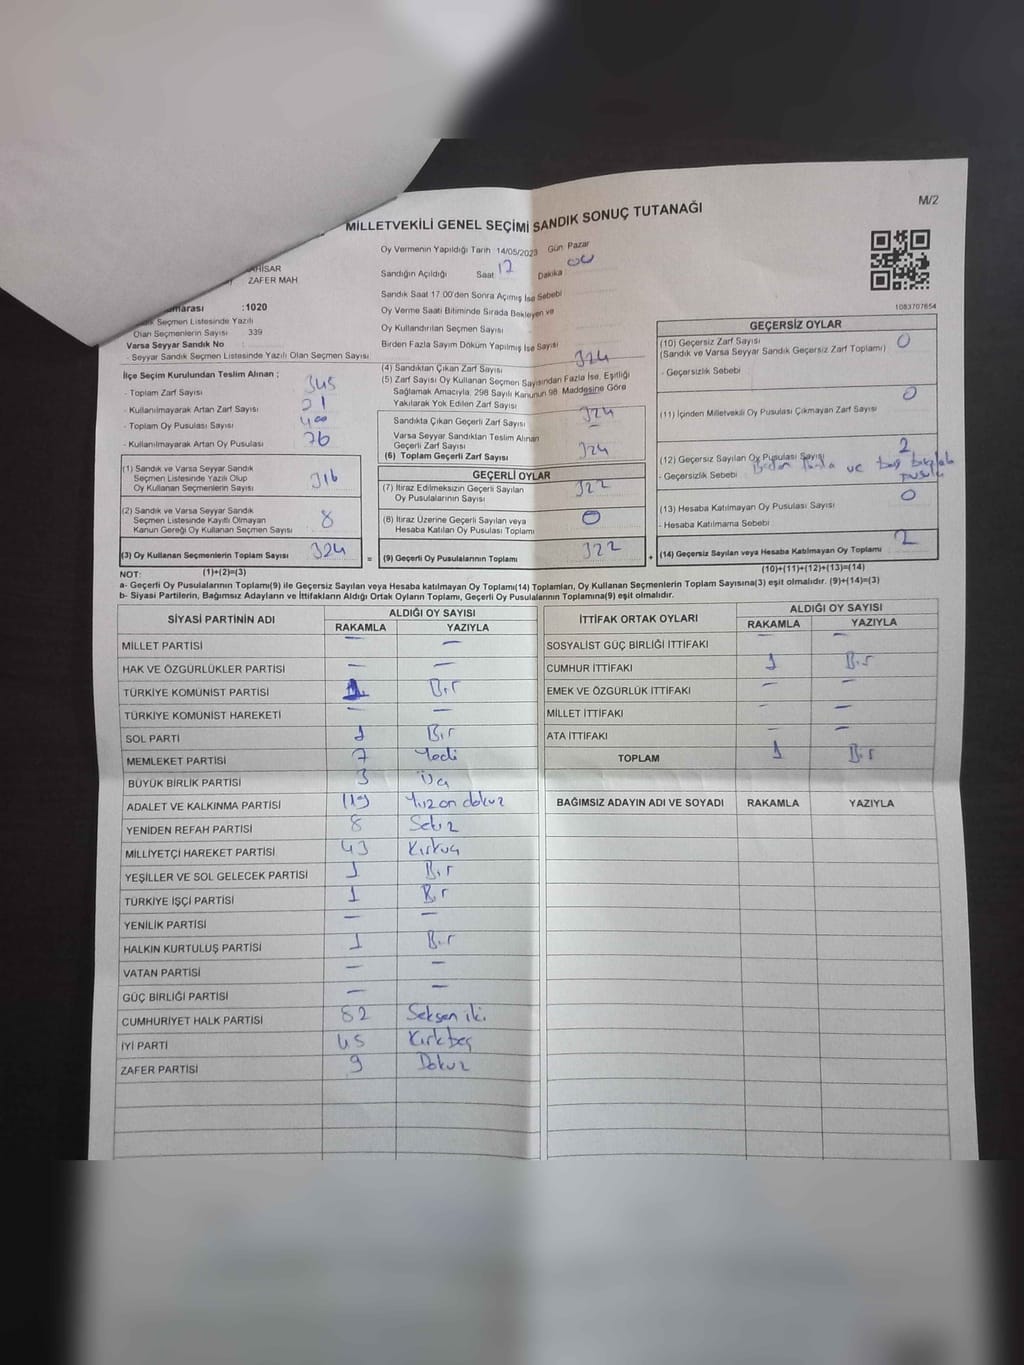 MİLLETVEKİLİ GENEL SEÇİMİ SANDIK SONUÇ TUTANAĞI
M/2
Oy Vermenin Yapıldığı Tarih 14/05/2023 Gün Pazar
AHİSAR
ZAFER MAH
Sandığın Açıldığı Saat 17 Dakika 00
Sandık Saat 17.00'den Sonra Açılmış İse Sebebi
1083707654
marası :1020
Seçmen Listesinde Yazılı
Olan Seçmenlerin Sayısı 339
Varsa Seyyar Sandık No
- Seyyar Sandık Seçmen Listesinde Yazılı Olan Seçmen Sayısı
Oy Verme Saati Bitiminde Sırada Bekleyen ve
Oy Kullandırılan Seçmen Sayısı
Birden Fazla Sayım Döküm Yapılmış İse Sayısı
İlçe Seçim Kurulundan Teslim Alınan ;
- Toplam Zarf Sayısı 345
- Kullanılmayarak Artan Zarf Sayısı 21
- Toplam Oy Pusulası Sayısı 400
- Kullanılmayarak Artan Oy Pusulası 76
(1) Sandık ve Varsa Seyyar Sandık
Seçmen Listesinde Yazılı Olup
Oy Kullanan Seçmenlerin Sayısı 316
(2) Sandık ve Varsa Seyyar Sandık
Seçmen Listesinde Kayıtlı Olmayan
Kanun Gereği Oy Kullanan Seçmen Sayısı 8
(3) Oy Kullanan Seçmenlerin Toplam Sayısı 324 =
(4) Sandıktan Çıkan Zarf Sayısı 324
(5) Zarf Sayısı Oy Kullanan Seçmen Sayısından Fazla İse, Eşitliği
Sağlamak Amacıyla; 298 Sayılı Kanunun 98. Maddesine Göre
Yakılarak Yok Edilen Zarf Sayısı –
Sandıkta Çıkan Geçerli Zarf Sayısı 324
Varsa Seyyar Sandıktan Teslim Alınan
Geçerli Zarf Sayısı –
(6) Toplam Geçerli Zarf Sayısı 324
GEÇERLİ OYLAR
(7) İtiraz Edilmeksizin Geçerli Sayılan
Oy Pusulalarının Sayısı 322
(8) İtiraz Üzerine Geçerli Sayılan veya
Hesaba Katılan Oy Pusulası Toplamı 0
(9) Geçerli Oy Pusulalarının Toplamı 322 +
GEÇERSİZ OYLAR
(10) Geçersiz Zarf Sayısı 0
(Sandık ve Varsa Seyyar Sandık Geçersiz Zarf Toplamı)
- Geçersizlik Sebebi
(11) İçinden Milletvekili Oy Pusulası Çıkmayan Zarf Sayısı 0
(12) Geçersiz Sayılan Oy Pusulası Sayısı 2
- Geçersizlik Sebebi Birden fazla ve boş pusula
(13) Hesaba Katılmayan Oy Pusulası Sayısı 0
- Hesaba Katılmama Sebebi
(14) Geçersiz Sayılan veya Hesaba Katılmayan Oy Toplamı 2
NOT: (1)+(2)=(3) (10)+(11)+(12)+(13)=(14)
a- Geçerli Oy Pusulalarının Toplamı(9) ile Geçersiz Sayılan veya Hesaba katılmayan Oy Toplamı(14) Toplamları, Oy Kullanan Seçmenlerin Toplam Sayısına(3) eşit olmalıdır. (9)+(14)=(3)
b- Siyasi Partilerin, Bağımsız Adayların ve İttifakların Aldığı Ortak Oyların Toplamı, Geçerli Oy Pusulalarının Toplamına(9) eşit olmalıdır.
SİYASİ PARTİNİN ADI ALDIĞI OY SAYISI
RAKAMLA YAZIYLA
MİLLET PARTİSİ – –
HAK VE ÖZGÜRLÜKLER PARTİSİ – –
TÜRKİYE KOMÜNİST PARTİSİ 1 Bir
TÜRKİYE KOMÜNİST HAREKETİ – –
SOL PARTİ 1 Bir
MEMLEKET PARTİSİ 7 Yedi
BÜYÜK BİRLİK PARTİSİ 3 Üç
ADALET VE KALKINMA PARTİSİ 119 Yüz on dokuz
YENİDEN REFAH PARTİSİ 8 Sekiz
MİLLİYETÇİ HAREKET PARTİSİ 43 Kırküç
YEŞİLLER VE SOL GELECEK PARTİSİ 1 Bir
TÜRKİYE İŞÇİ PARTİSİ 1 Bir
YENİLİK PARTİSİ – –
HALKIN KURTULUŞ PARTİSİ 1 Bir
VATAN PARTİSİ – –
GÜÇ BİRLİĞİ PARTİSİ – –
CUMHURİYET HALK PARTİSİ 82 Seksen iki
İYİ PARTİ 45 Kırk beş
ZAFER PARTİSİ 9 Dokuz
İTTİFAK ORTAK OYLARI ALDIĞI OY SAYISI
RAKAMLA YAZIYLA
SOSYALİST GÜÇ BİRLİĞİ İTTİFAKI – –
CUMHUR İTTİFAKI 1 Bir
EMEK VE ÖZGÜRLÜK İTTİFAKI – –
MİLLET İTTİFAKI – –
ATA İTTİFAKI – –
TOPLAM 1 Bir
BAĞIMSIZ ADAYIN ADI VE SOYADI RAKAMLA YAZIYLA